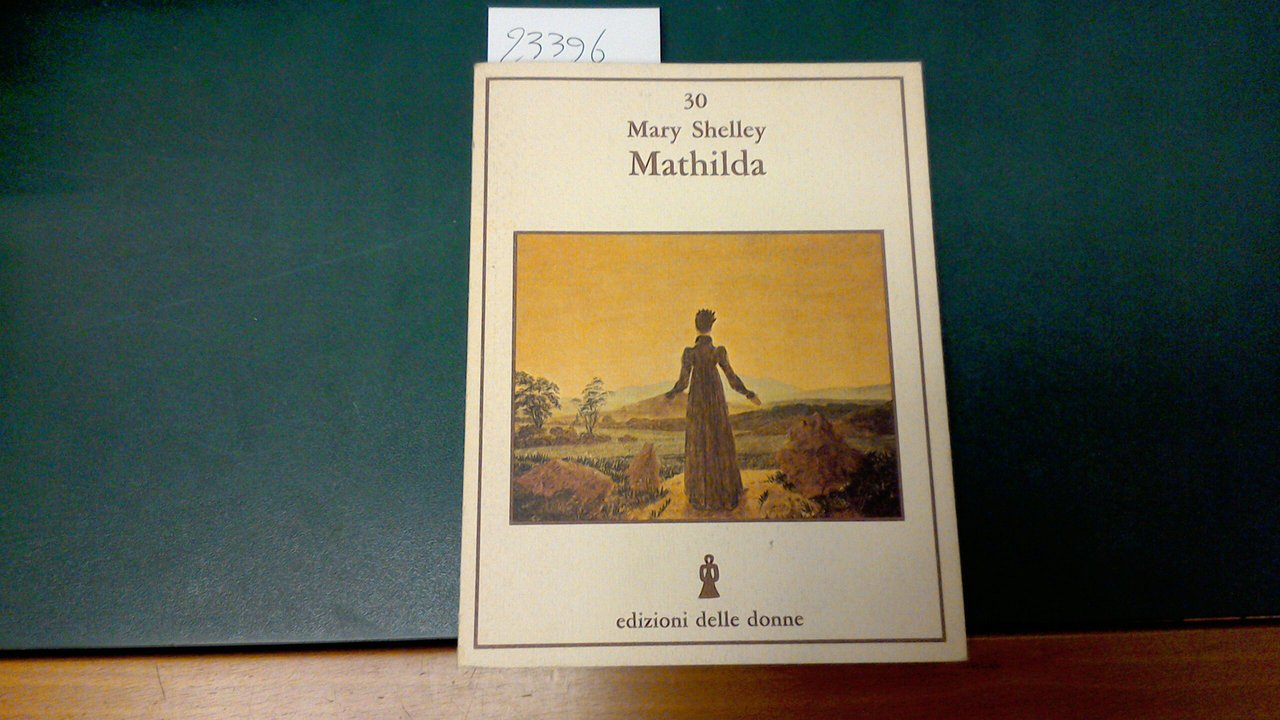 23396
30
Mary Shelley
Mathilda
edizioni delle donne